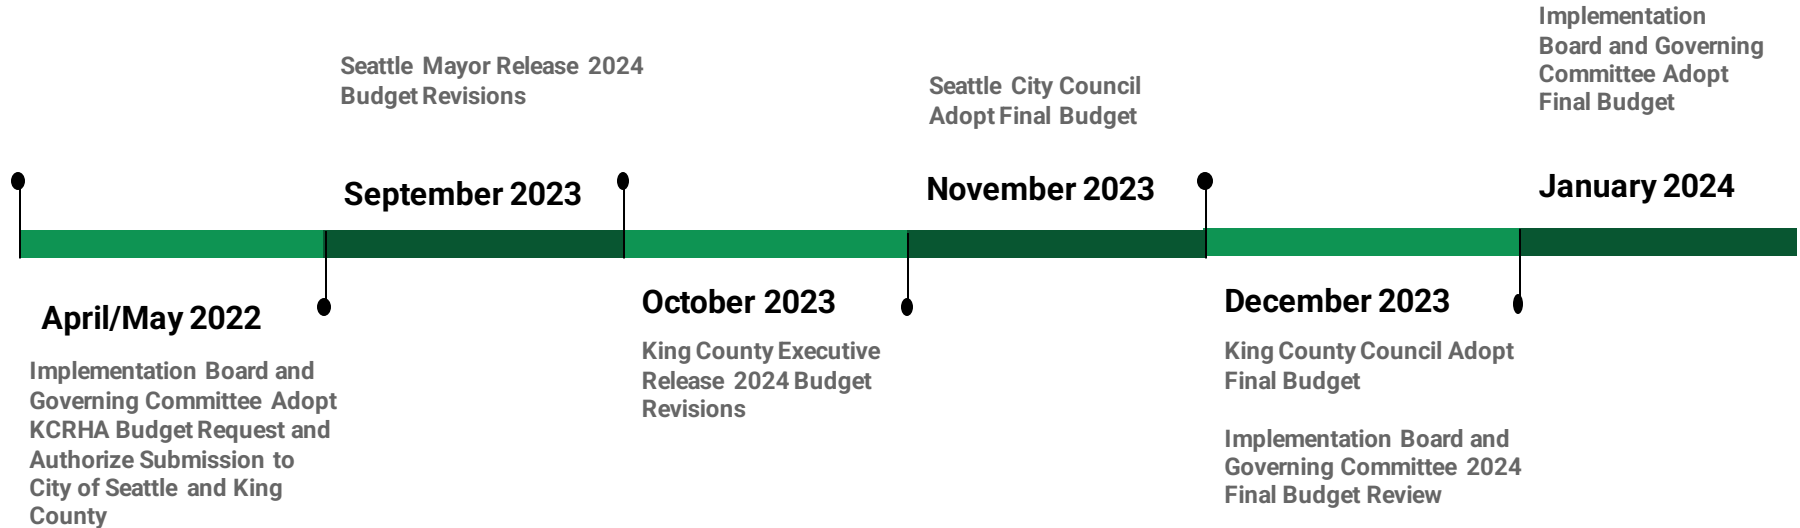 April/May 2022
Implementation Board and
Governing Committee Adopt
KCRHA Budget Request and
Authorize Submission to
City of Seattle and King
County
Seattle Mayor Release 2024
Budget Revisions
September 2023
October 2023
King County Executive
Release 2024 Budget
Revisions
Seattle City Council
Adopt Final Budget
November 2023
December 2023
King County Council Adopt
Final Budget
Implementation Board and
Governing Committee 2024
Final Budget Review
Implementation
Board and Governing
Committee Adopt
Final Budget
January 2024